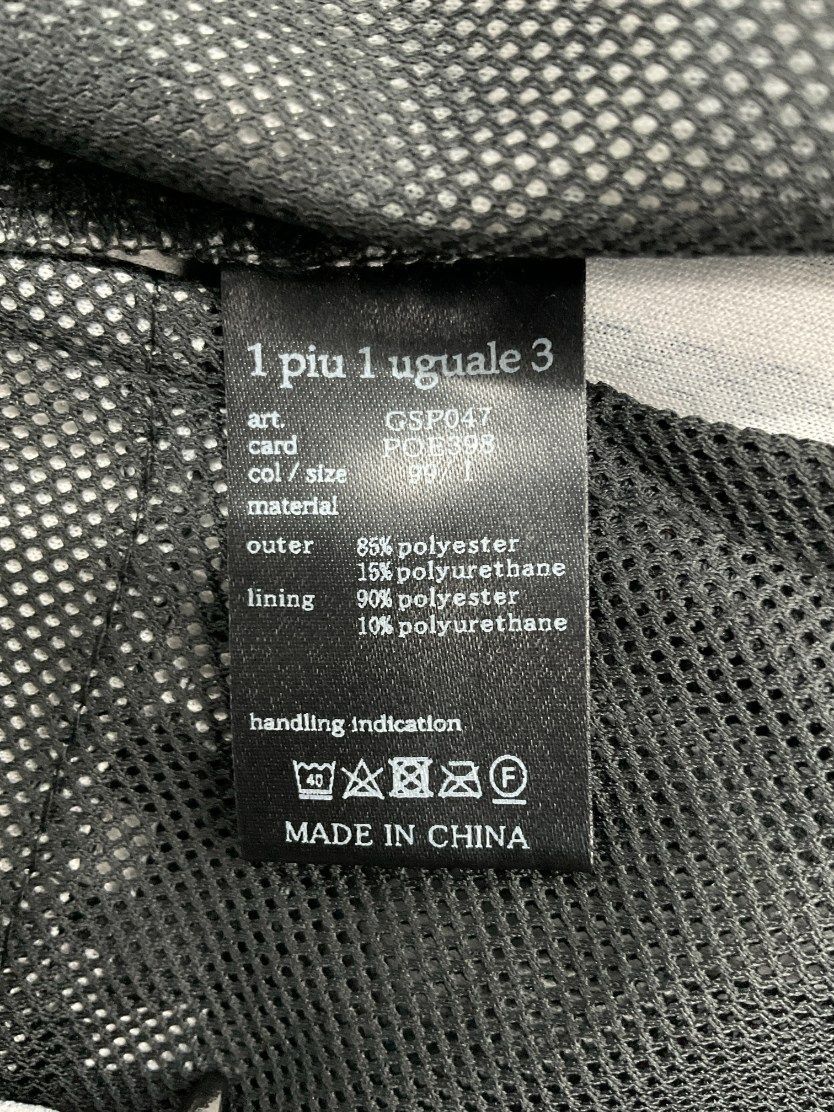 1 piu 1 uguale 3
art. GSP047
card POE398
col / size 99 / l
material
outer 85% polyester
15% polyurethane
lining 90% polyester
10% polyurethane
handling indication
40 F
MADE IN CHINA